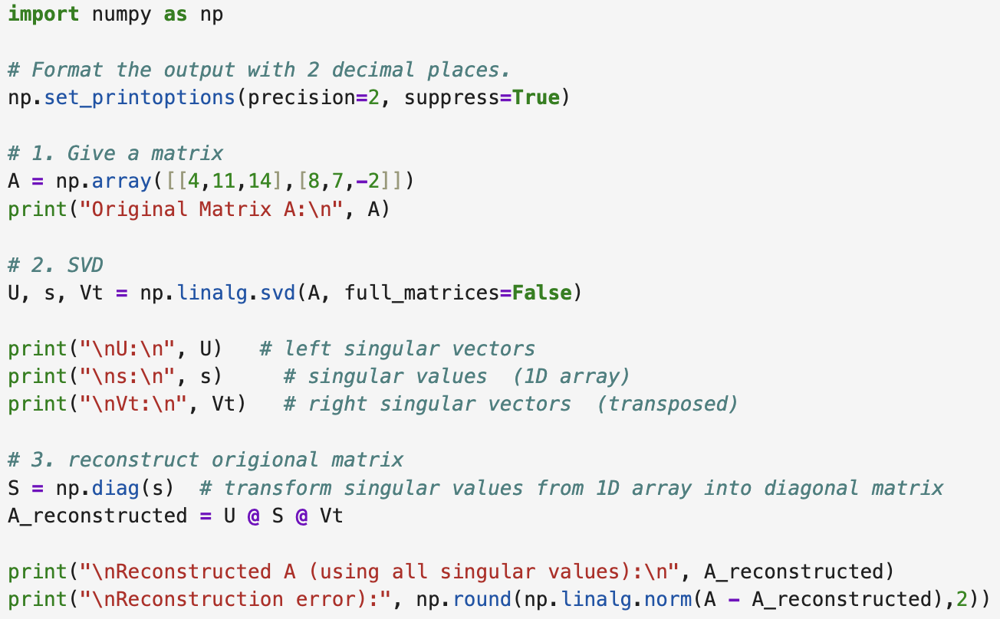 import numpy as np
# Format the output with 2 decimal places.
np.set_printoptions(precision=2, suppress=True)
# 1. Give a matrix
A = np.array([[4,11,14],[8,7,-2]])
print("Original Matrix A:\n", A)
# 2. SVD
U, s, Vt = np.linalg.svd(A, full_matrices=False)
print("\nU:\n", U)   # left singular vectors
print("\ns:\n", s)     # singular values  (1D array)
print("\nVt:\n", Vt)   # right singular vectors  (transposed)
# 3. reconstruct origional matrix
S = np.diag(s)  # transform singular values from 1D array into diagonal matrix
A_reconstructed = U @ S @ Vt
print("\nReconstructed A (using all singular values):\n", A_reconstructed)
print("\nReconstruction error):", np.round(np.linalg.norm(A - A_reconstructed),2))